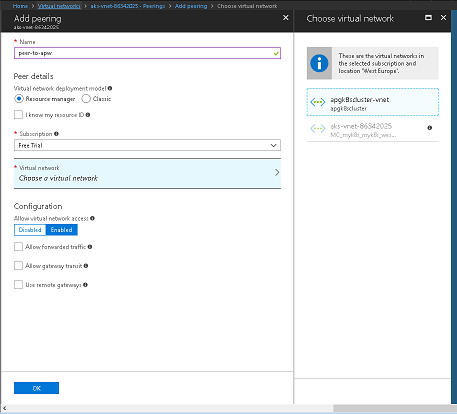 Home > Virtual networks > aks-vnet-86342025 - Peerings > Add peering > Choose virtual network
Add peering
aks-vnet-86342025
* Name
peer-to-apw
Peer details
Virtual network deployment model
Resource manager
Classic
I know my resource ID
* Subscription
Free Trial
* Virtual network
Choose a virtual network
Configuration
Allow virtual network access
Disabled
Enabled
Allow forwarded traffic
Allow gateway transit
Use remote gateways
OK
Choose virtual network
These are the virtual networks in
the selected subscription and
location 'West Europe'.
apgk8scluster-vnet
apgk8scluster
aks-vnet-86342025
MC_myk8s_myk8s_wes...